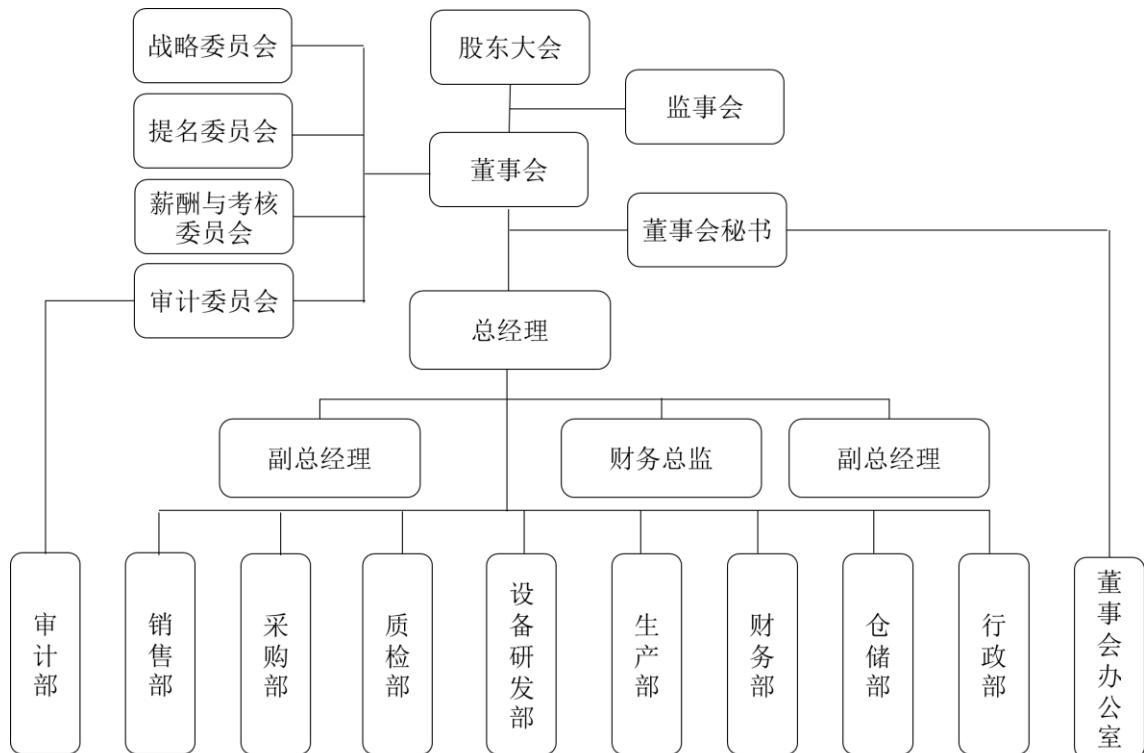 战略委员会
股东大会
监事会
提名委员会
董事会
薪酬与考核
委员会
董事会秘书
审计委员会
总经理
副总经理
财务总监
副总经理
审计部
销售部
采购部
质检部
设备研发部
生产部
财务部
仓储部
行政部
董事会办公室